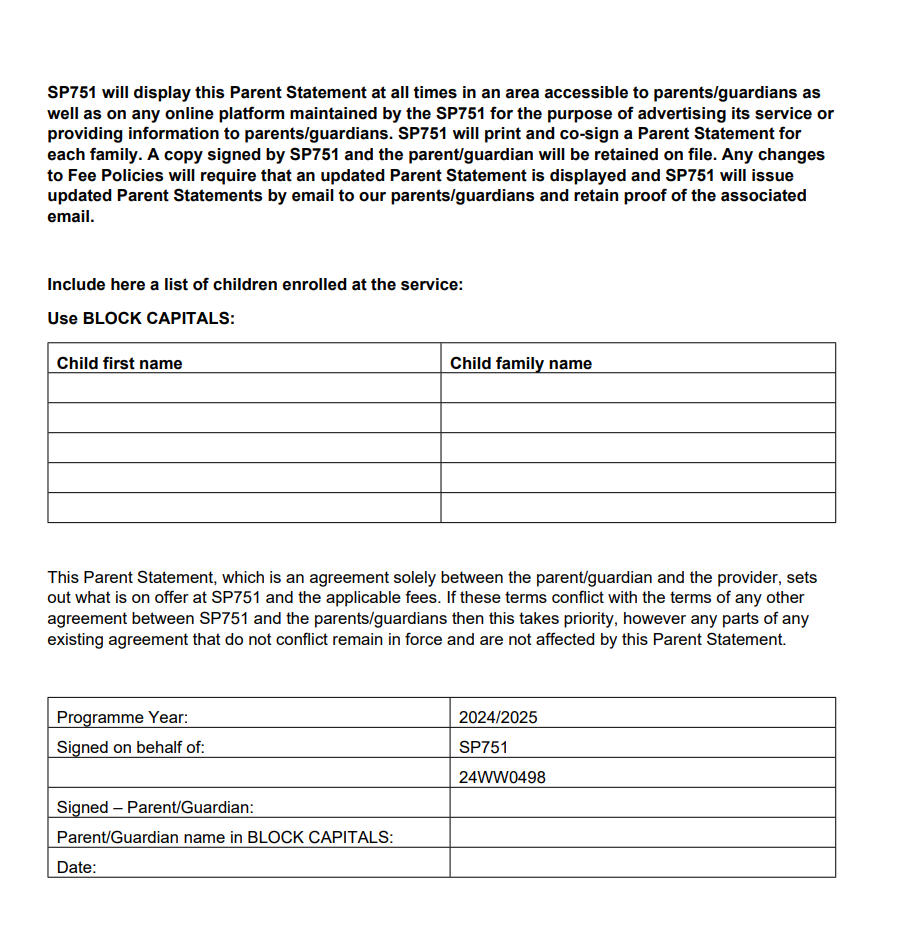 SP751 will display this Parent Statement at all times in an area accessible to parents/guardians as
well as on any online platform maintained by the SP751 for the purpose of advertising its service or
providing information to parents/guardians. SP751 will print and co-sign a Parent Statement for
each family. A copy signed by SP751 and the parent/guardian will be retained on file. Any changes
to Fee Policies will require that an updated Parent Statement is displayed and SP751 will issue
updated Parent Statements by email to our parents/guardians and retain proof of the associated
email.
Include here a list of children enrolled at the service:
Use BLOCK CAPITALS:
Child first name Child family name
This Parent Statement, which is an agreement solely between the parent/guardian and the provider, sets
out what is on offer at SP751 and the applicable fees. If these terms conflict with the terms of any other
agreement between SP751 and the parents/guardians then this takes priority, however any parts of any
existing agreement that do not conflict remain in force and are not affected by this Parent Statement.
Programme Year: 2024/2025
Signed on behalf of: SP751
24WW0498
Signed – Parent/Guardian:
Parent/Guardian name in BLOCK CAPITALS:
Date: